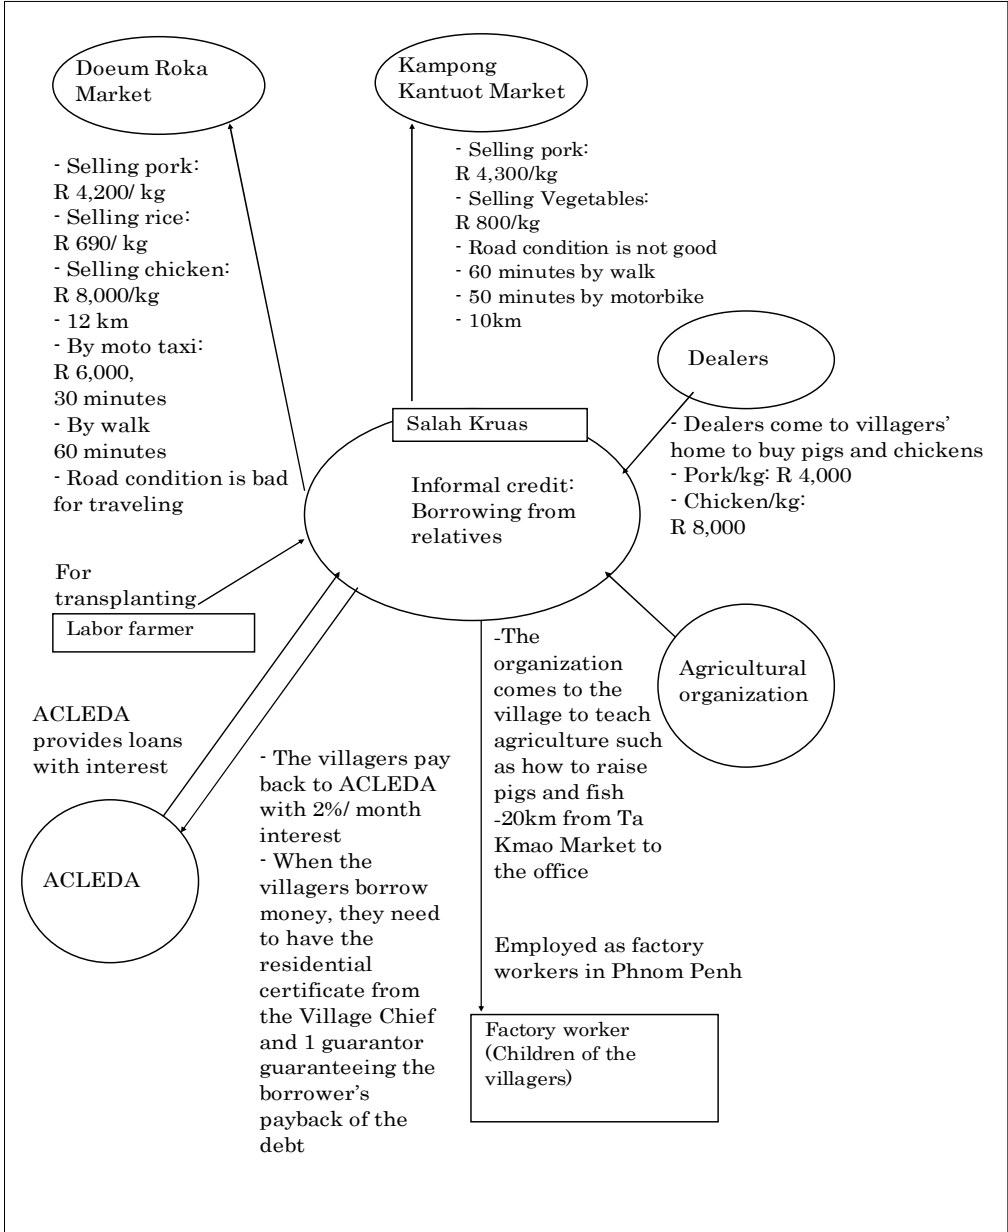 Doeum Roka
Market
- Selling pork:
R 4,200/ kg
- Selling rice:
R 690/ kg
- Selling chicken:
R 8,000/kg
- 12 km
- By moto taxi:
R 6,000,
30 minutes
- By walk
60 minutes
- Road condition is bad
for traveling
Kampong
Kantuot Market
- Selling pork:
R 4,300/kg
- Selling Vegetables:
R 800/kg
- Road condition is not good
- 60 minutes by walk
- 50 minutes by motorbike
- 10km
Dealers
- Dealers come to villagers’
home to buy pigs and chickens
- Pork/kg: R 4,000
- Chicken/kg:
R 8,000
Salah Kruas
Informal credit:
Borrowing from
relatives
For
transplanting
Labor farmer
-The
organization
comes to the
village to teach
agriculture such
as how to raise
pigs and fish
-20km from Ta
Kmao Market to
the office
Agricultural
organization
ACLEDA
provides loans
with interest
ACLEDA
- The villagers pay
back to ACLEDA
with 2%/ month
interest
- When the
villagers borrow
money, they need
to have the
residential
certificate from
the Village Chief
and 1 guarantor
guaranteeing the
borrower’s
payback of the
debt
Employed as factory
workers in Phnom Penh
Factory worker
(Children of the
villagers)